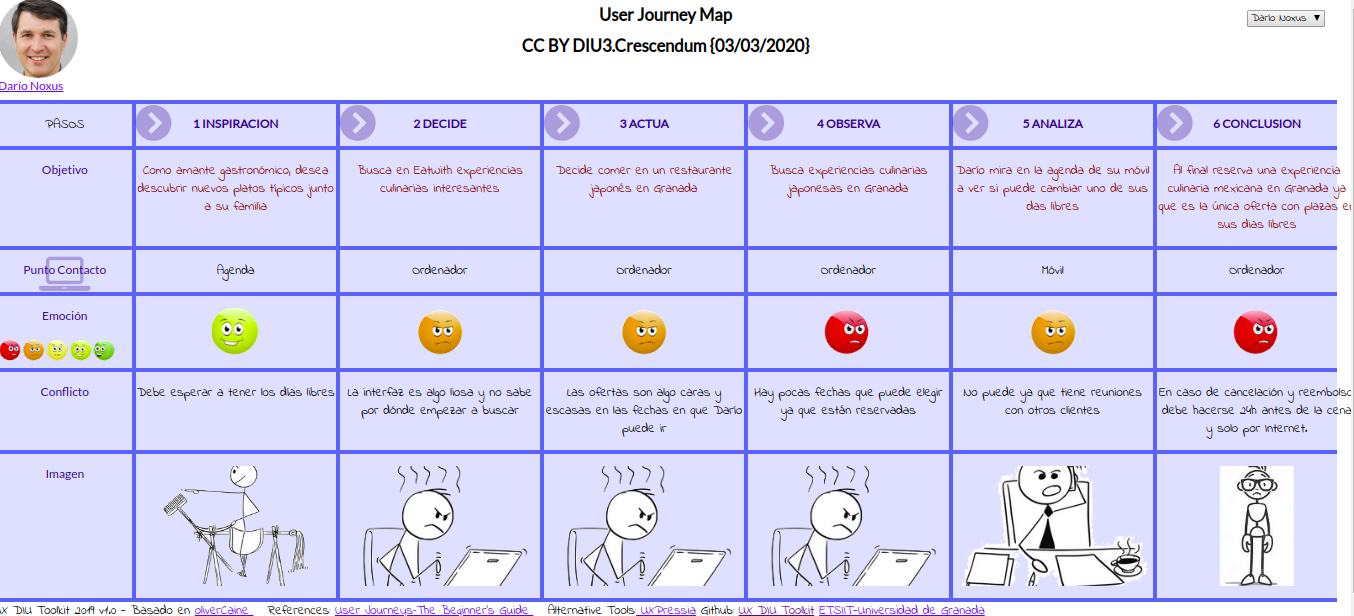 User Journey Map
Darío Noxus ▼
CC BY DIU3.Crescendum {03/03/2020}
Darío Noxus
PASOS
1 INSPIRACION
2 DECIDE
3 ACTUA
4 OBSERVA
5 ANALIZA
6 CONCLUSION
Objetivo
Como amante gastronómico, desea
descubrir nuevos platos típicos junto
a su familia
Busca en Eatwith experiencias
culinarias interesantes
Decide comer en un restaurante
japonés en Granada
Busca experiencias culinarias
japonesas en Granada
Darío mira en la agenda de su móvil
a ver si puede cambiar uno de sus
días libres
Al final reserva una experiencia
culinaria mexicana en Granada ya
que es la única oferta con plazas en
sus días libres
Punto Contacto
Agenda
Ordenador
Ordenador
Ordenador
Móvil
Ordenador
Emoción
Conflicto
Debe esperar a tener los días libres
La interfaz es algo liosa y no sabe
por dónde empezar a buscar
Las ofertas son algo caras y
escasas en las fechas en que Darío
puede ir
Hay pocas fechas que puede elegir
ya que están reservadas
No puede ya que tiene reuniones
con otros clientes
En caso de cancelación y reembolso
debe hacerse 24h antes de la cena
y solo por Internet.
Imagen
UX DIU Toolkit 2019 v1.0 - Basado en oliverCaine References: User Journeys-The Beginner's Guide Alternative Tools: UXPressia Github: UX DIU Toolkit ETSIIT-Universidad de Granada